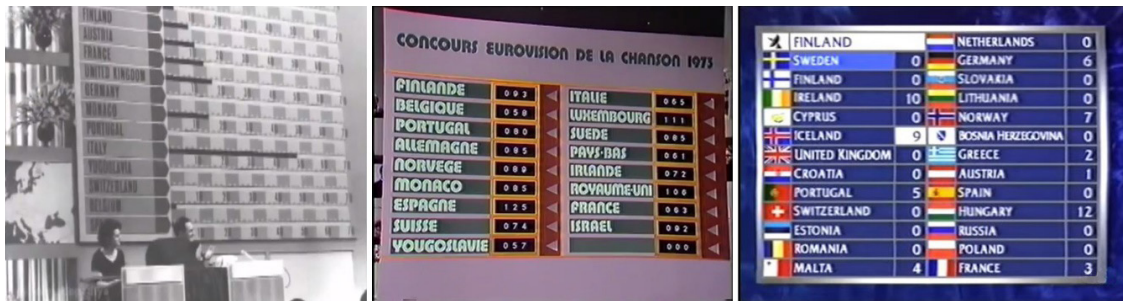 FINLAND
AUSTRIA
FRANCE
UNITED KINGDOM
GERMANY
MONACO
PORTUGAL
ITALY
YUGOSLAVIA
SWITZERLAND
BELGIUM
CONCOURS EUROVISION DE LA CHANSON 1973
FINLANDE 093
BELGIQUE 058
PORTUGAL 080
ALLEMAGNE 085
NORVEGE 089
MONACO 085
ESPAGNE 125
SUISSE 074
YOUGOSLAVIE 057
ITALIE 065
LUXEMBOURG 111
SUEDE 085
PAYS-BAS 061
IRLANDE 072
ROYAUME-UNI 100
FRANCE 063
ISRAEL 092
000
FINLAND
SWEDEN 0
FINLAND 0
IRELAND 10
CYPRUS 0
ICELAND 9
UNITED KINGDOM 0
CROATIA 0
PORTUGAL 5
SWITZERLAND 0
ESTONIA 0
ROMANIA 0
MALTA 4
NETHERLANDS 0
GERMANY 6
SLOVAKIA 0
LITHUANIA 0
NORWAY 7
BOSNIA HERZEGOVINA 0
GREECE 2
AUSTRIA 1
SPAIN 0
HUNGARY 12
RUSSIA 0
POLAND 0
FRANCE 3